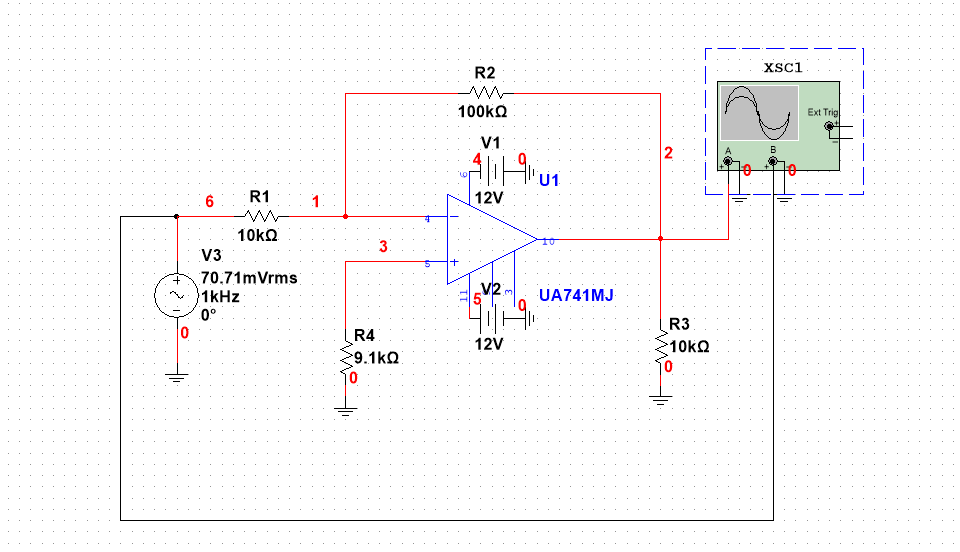 XSC1
Ext Trig
+
−
A
B
+
−
+
−
0
0
R2
100kΩ
V1
4
0
12V
6
U1
2
6
R1
1
10kΩ
4
−
3
5
+
10
V3
+
70.71mVrms
1kHz
−
0°
0
11
5
V2
3
0
UA741MJ
12V
R4
9.1kΩ
0
R3
10kΩ
0